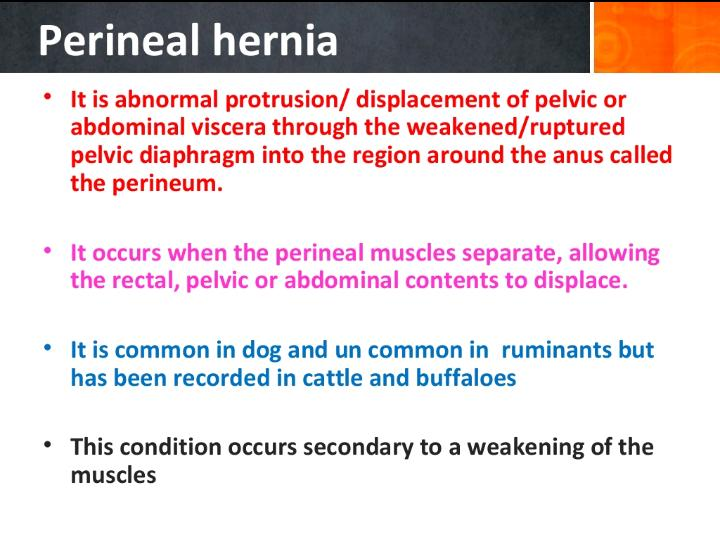 Perineal hernia
• It is abnormal protrusion/ displacement of pelvic or
abdominal viscera through the weakened/ruptured
pelvic diaphragm into the region around the anus called
the perineum.
• It occurs when the perineal muscles separate, allowing
the rectal, pelvic or abdominal contents to displace.
• It is common in dog and un common in  ruminants but
has been recorded in cattle and buffaloes
• This condition occurs secondary to a weakening of the
muscles